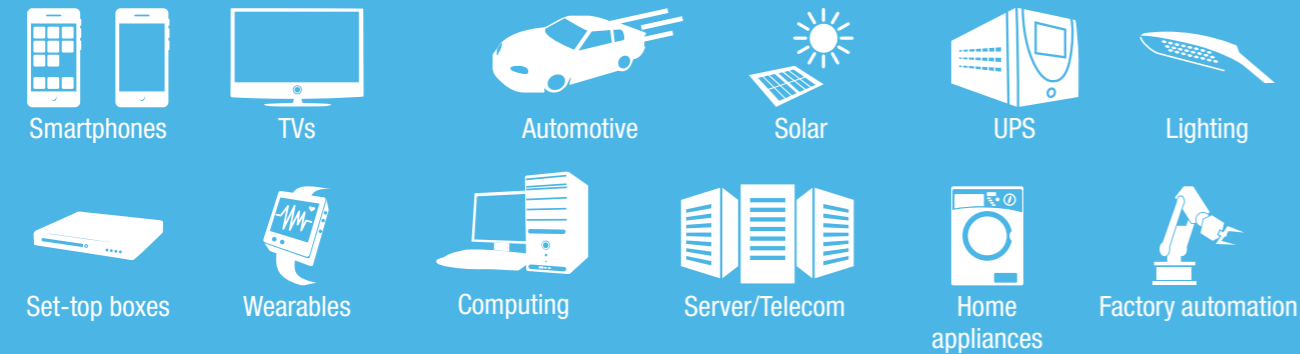 Smartphones
TVs
Automotive
Solar
UPS
Lighting
Set-top boxes
Wearables
Computing
Server/Telecom
Home
appliances
Factory automation